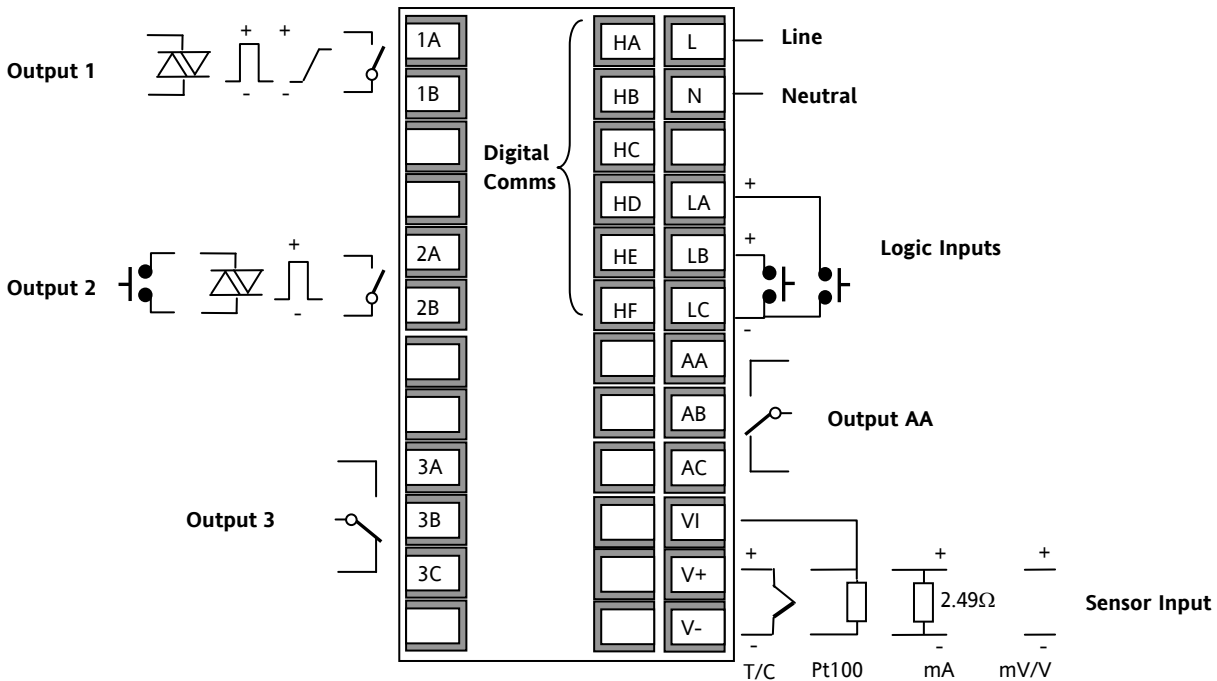 1A
HA
L
Line
+
+
Output 1
-
-
1B
HB
N
Neutral
Digital
Comms
HC
HD
LA
+
2A
HE
LB
+
Logic Inputs
+
Output 2
-
2B
HF
LC
-
AA
AB
Output AA
3A
AC
Output 3
3B
VI
3C
V+
+
+
+
2.49Ω
Sensor Input
V-
-
-
-
T/C
Pt100
mA
mV/V